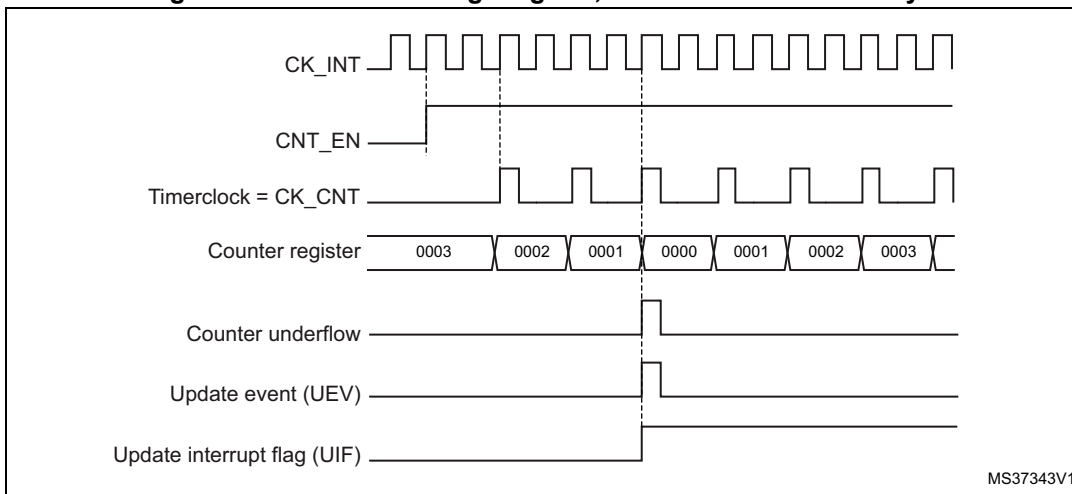 CK_INT
CNT_EN
Timerclock = CK_CNT
Counter register 0003 0002 0001 0000 0001 0002 0003
Counter underflow
Update event (UEV)
Update interrupt flag (UIF)
MS37343V1